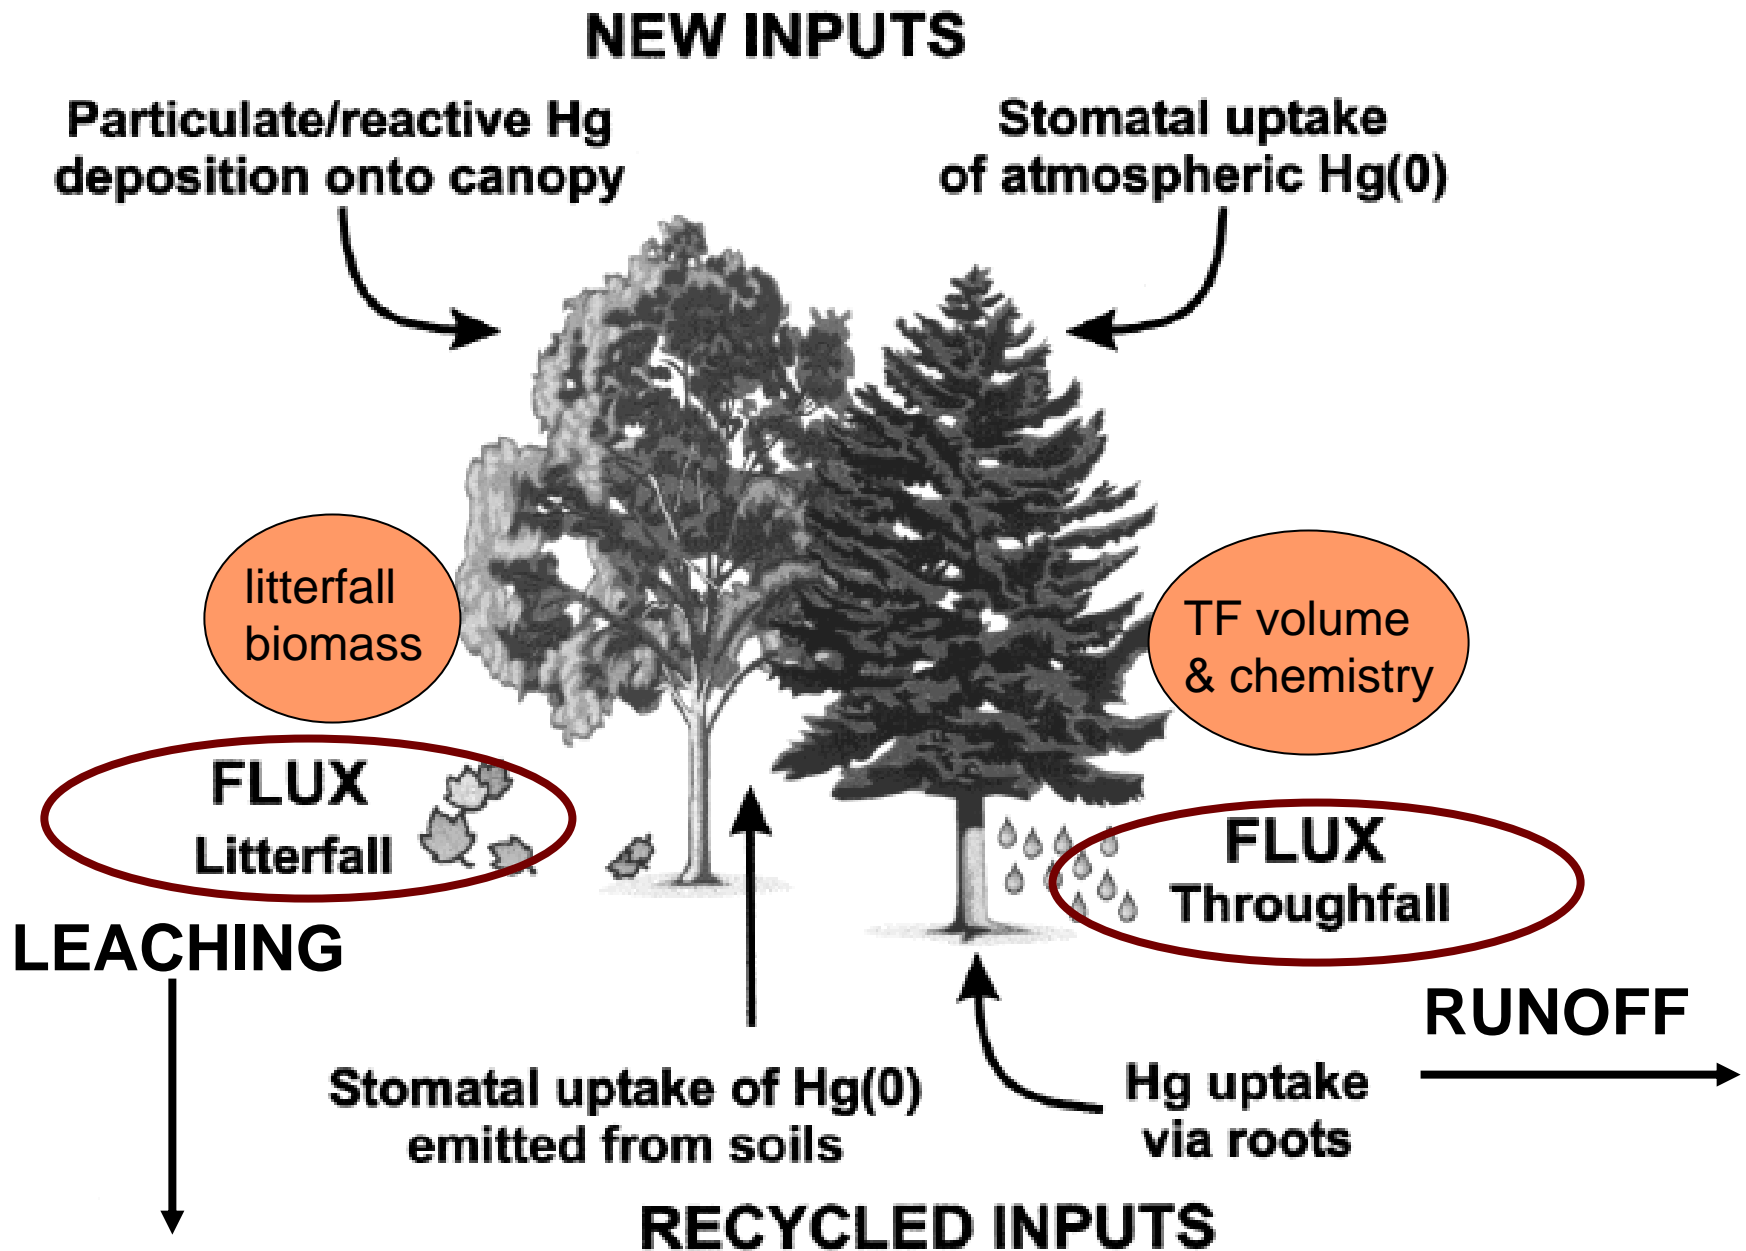 NEW INPUTS
Particulate/reactive Hg
deposition onto canopy
Stomatal uptake
of atmospheric Hg(0)
litterfall
biomass
TF volume
& chemistry
FLUX
Litterfall
FLUX
Throughfall
LEACHING
RUNOFF
Stomatal uptake of Hg(0)
emitted from soils
Hg uptake
via roots
RECYCLED INPUTS